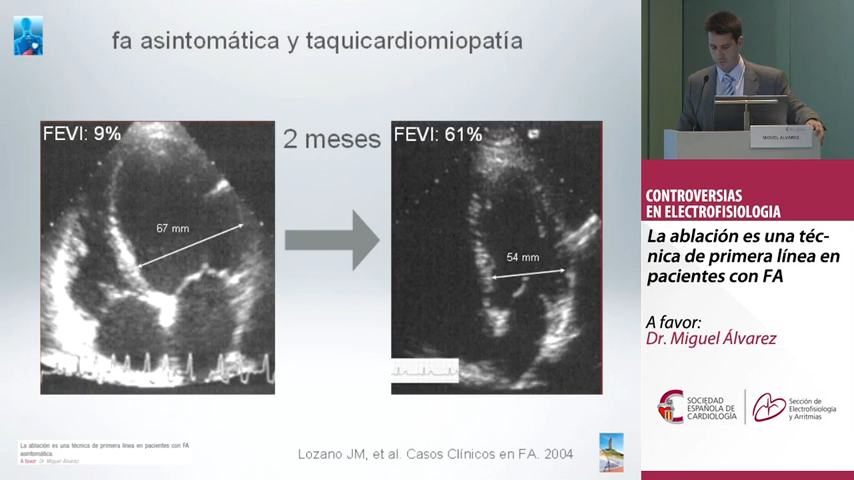 fa asintomática y taquicardiomiopatía
FEVI: 9%
67 mm
2 meses
FEVI: 61%
54 mm
La ablación es una técnica de primera línea en pacientes con FA
asintomática.
A favor: Dr. Miguel Álvarez
Lozano JM, et al. Casos Clínicos en FA. 2004
MIGUEL ALVAREZ
CONTROVERSIAS
EN ELECTROFISIOLOGIA
La ablación es una téc-
nica de primera línea en
pacientes con FA
A favor:
Dr. Miguel Álvarez
SOCIEDAD
ESPAÑOLA DE
CARDIOLOGÍA
Sección de
Electrofisiología
y Arritmias